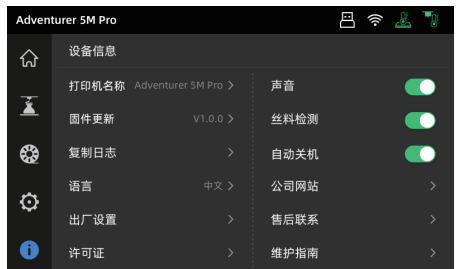 Adventurer 5M Pro
设备信息
打印机名称 Adventurer 5M Pro
固件更新 V1.0.0
复制日志
语言 中文
出厂设置
许可证
声音
丝料检测
自动关机
公司网站
售后联系
维护指南